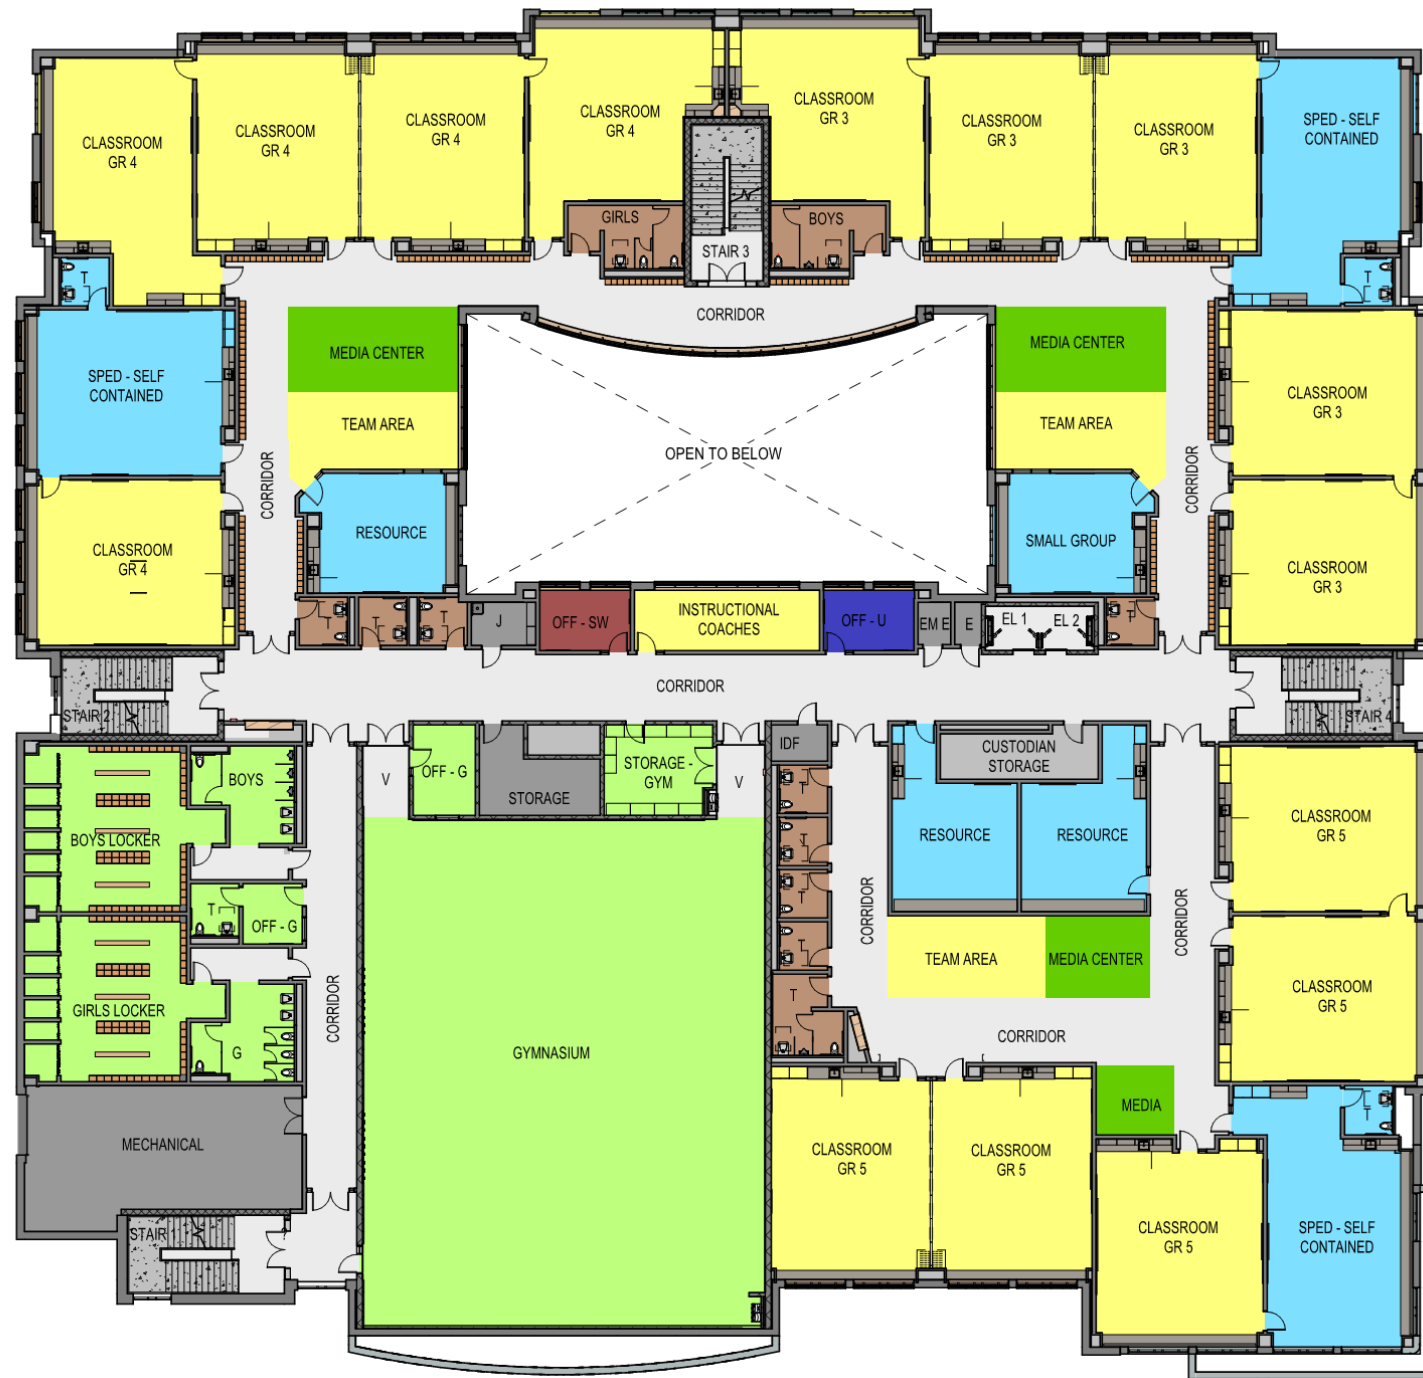 CLASSROOM
GR 4
CLASSROOM
GR 4
CLASSROOM
GR 4
CLASSROOM
GR 4
CLASSROOM
GR 3
CLASSROOM
GR 3
CLASSROOM
GR 3
SPED - SELF
CONTAINED
GIRLS
STAIR 3
BOYS
T
T
CORRIDOR
MEDIA CENTER
MEDIA CENTER
SPED - SELF
CONTAINED
CLASSROOM
GR 3
TEAM AREA
TEAM AREA
OPEN TO BELOW
CORRIDOR
CORRIDOR
RESOURCE
SMALL GROUP
CLASSROOM
GR 4
CLASSROOM
GR 3
T
T
T
J
OFF - SW
INSTRUCTIONAL
COACHES
OFF - U
EM E
E
EL 1
EL 2
T
CORRIDOR
STAIR 2
STAIR 4
IDF
V
OFF - G
STORAGE
STORAGE -
GYM
V
CUSTODIAN
STORAGE
BOYS
T
BOYS LOCKER
RESOURCE
RESOURCE
CLASSROOM
GR 5
T
T
T
OFF - G
T
CORRIDOR
CORRIDOR
TEAM AREA
MEDIA CENTER
CLASSROOM
GR 5
GIRLS LOCKER
CORRIDOR
T
G
GYMNASIUM
CORRIDOR
MEDIA
T
MECHANICAL
CLASSROOM
GR 5
CLASSROOM
GR 5
STAIR
CLASSROOM
GR 5
SPED - SELF
CONTAINED